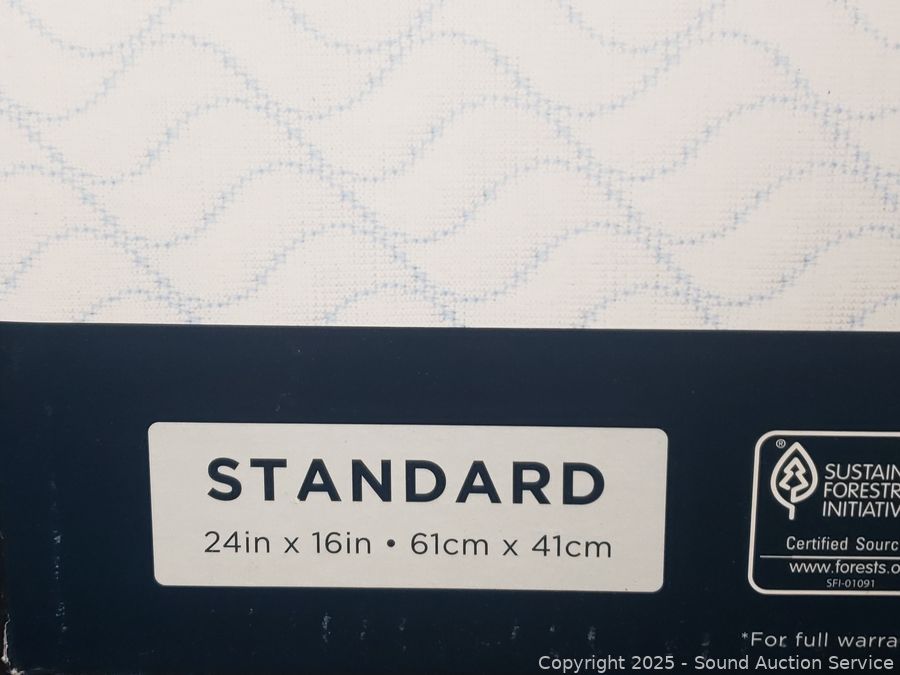 STANDARD
24in x 16in • 61cm x 41cm
®
SUSTAIN
FORESTR
INITIATIV
Certified Sourc
www.forests.o
SFI-01091
*For full warra
Copyright 2025 - Sound Auction Service